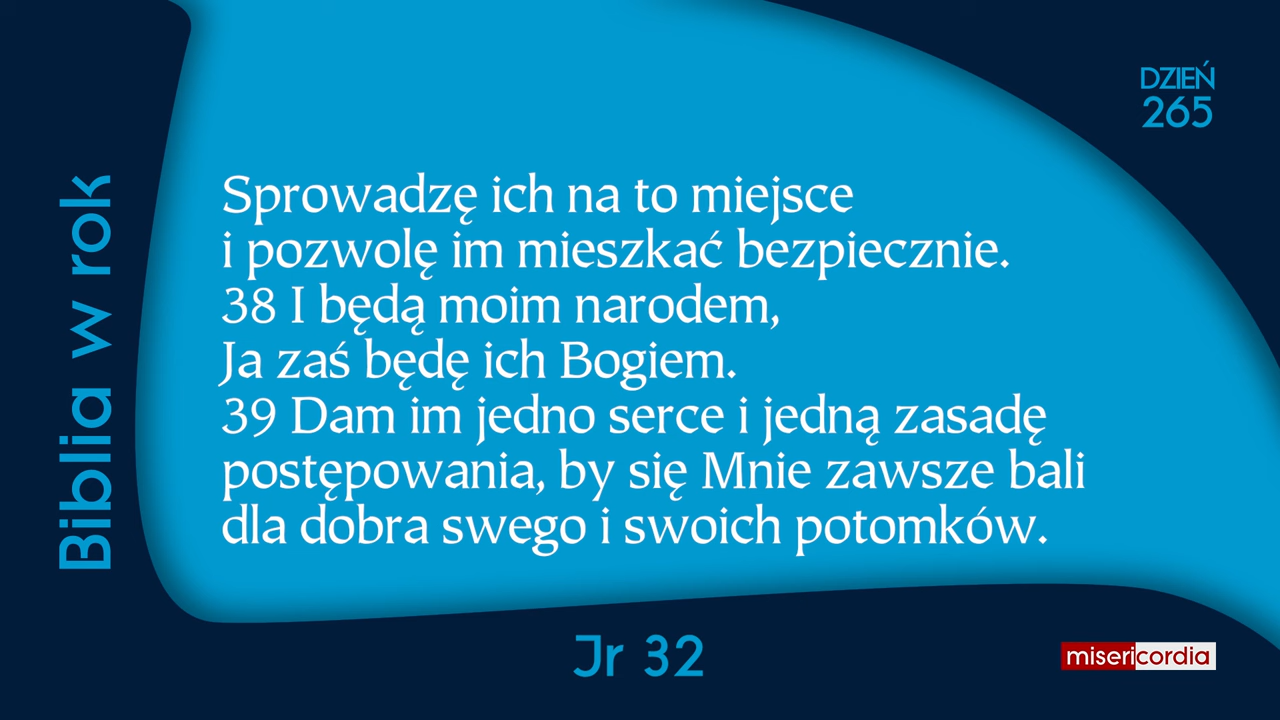 DZIEŃ
265
Biblia w rok
Sprowadzę ich na to miejsce
i pozwolę im mieszkać bezpiecznie.
38 I będą moim narodem,
Ja zaś będę ich Bogiem.
39 Dam im jedno serce i jedną zasadę
postępowania, by się Mnie zawsze bali
dla dobra swego i swoich potomków.
Jr 32
misericordia